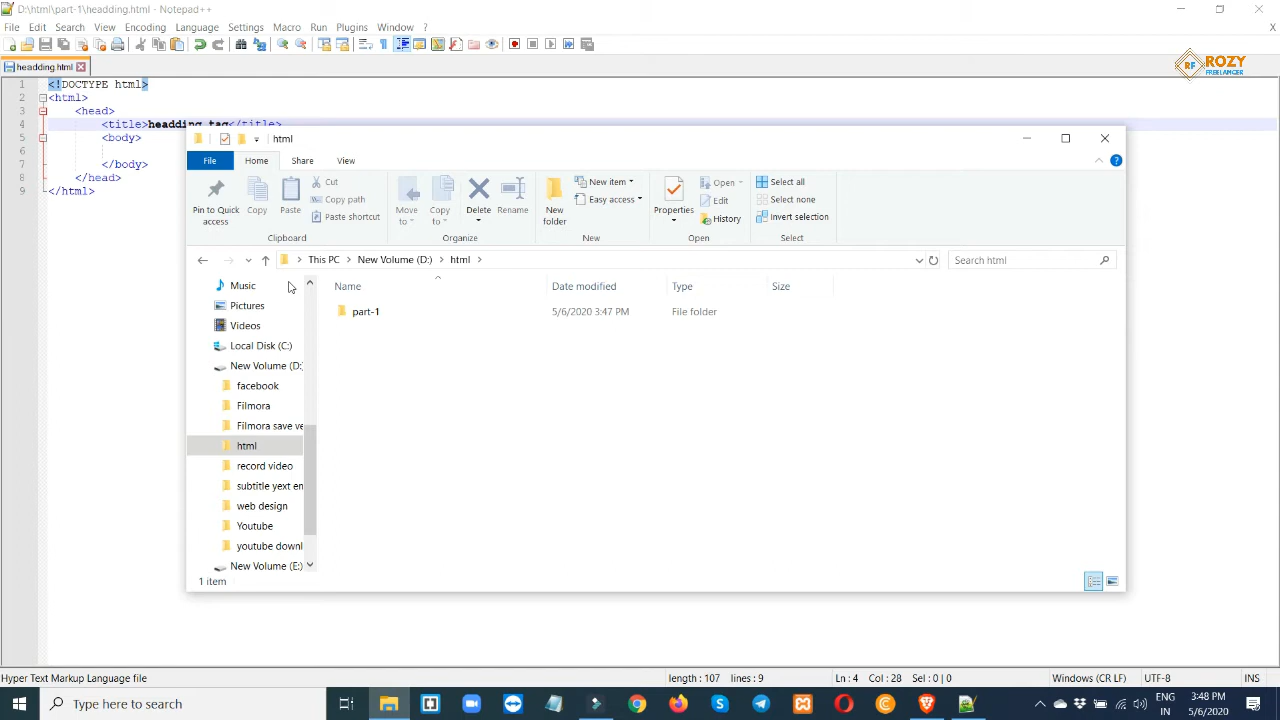 D:\html\part-1\headding.html - Notepad++
File Edit Search View Encoding Language Settings Macro Run Plugins Window ?
X
headding.html
RF ROZY
FREELANCER
1 <!DOCTYPE html>
2 <html>
3 <head>
4 <title>headding tag</title>
5 <body>
6
7 </body>
8 </head>
9 </html>
html
File Home Share View
Pin to Quick access
Copy
Paste
Cut
Copy path
Paste shortcut
Clipboard
Move to
Copy to
Delete
Rename
Organize
New folder
New item
Easy access
New
Properties
Open
Edit
History
Open
Select all
Select none
Invert selection
Select
This PC > New Volume (D:) > html >
Search html
Name Date modified Type Size
part-1 5/6/2020 3:47 PM File folder
Music
Pictures
Videos
Local Disk (C:)
New Volume (D:)
facebook
Filmora
Filmora save ve
html
record video
subtitle yext en
web design
Youtube
youtube downl
New Volume (E:)
1 item
Hyper Text Markup Language file length : 107 lines : 9 Ln : 4 Col : 28 Sel : 0 | 0 Windows (CR LF) UTF-8 INS
Type here to search
ENG
IN
3:48 PM
5/6/2020